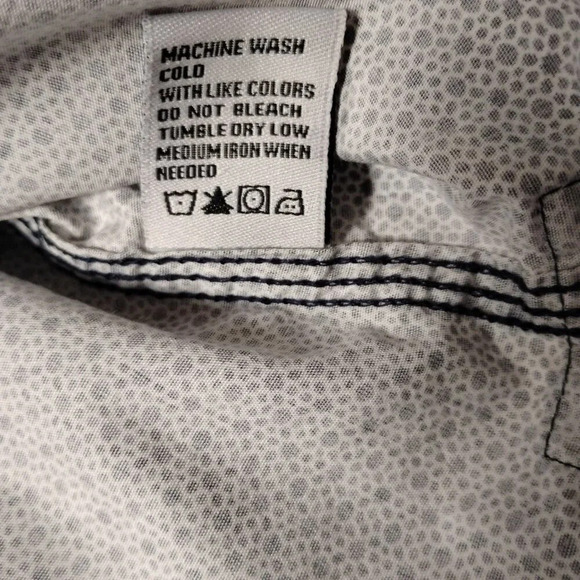 MACHINE WASH
COLD
WITH LIKE COLORS
DO NOT BLEACH
TUMBLE DRY LOW
MEDIUM IRON WHEN
NEEDED